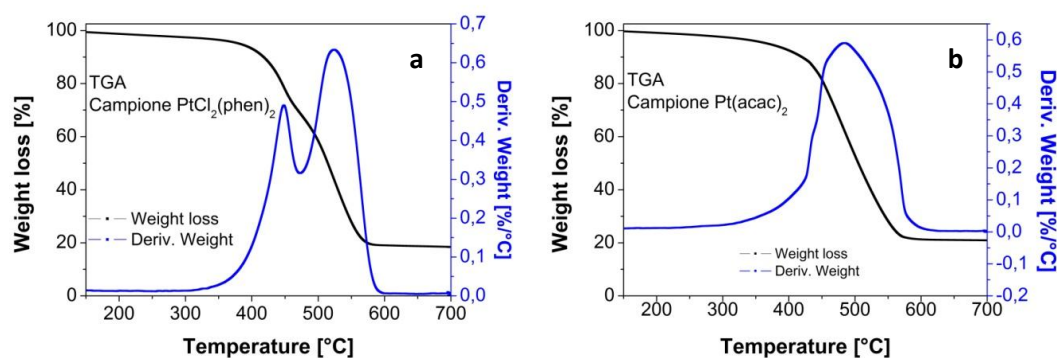 a
TGA
Campione PtCl₂(phen)₂
Weight loss
Deriv. Weight
100
80
60
40
20
0
Weight loss [%]
200 300 400 500 600 700
Temperature [°C]
0,7
0,6
0,5
0,4
0,3
0,2
0,1
0,0
Deriv. Weight [%/°C]
b
TGA
Campione Pt(acac)₂
Weight loss
Deriv. Weight
100
80
60
40
20
0
Weight loss [%]
200 300 400 500 600 700
Temperature [°C]
0,6
0,5
0,4
0,3
0,2
0,1
0,0
-0,1
-0,2
Deriv. Weight [%/°C]